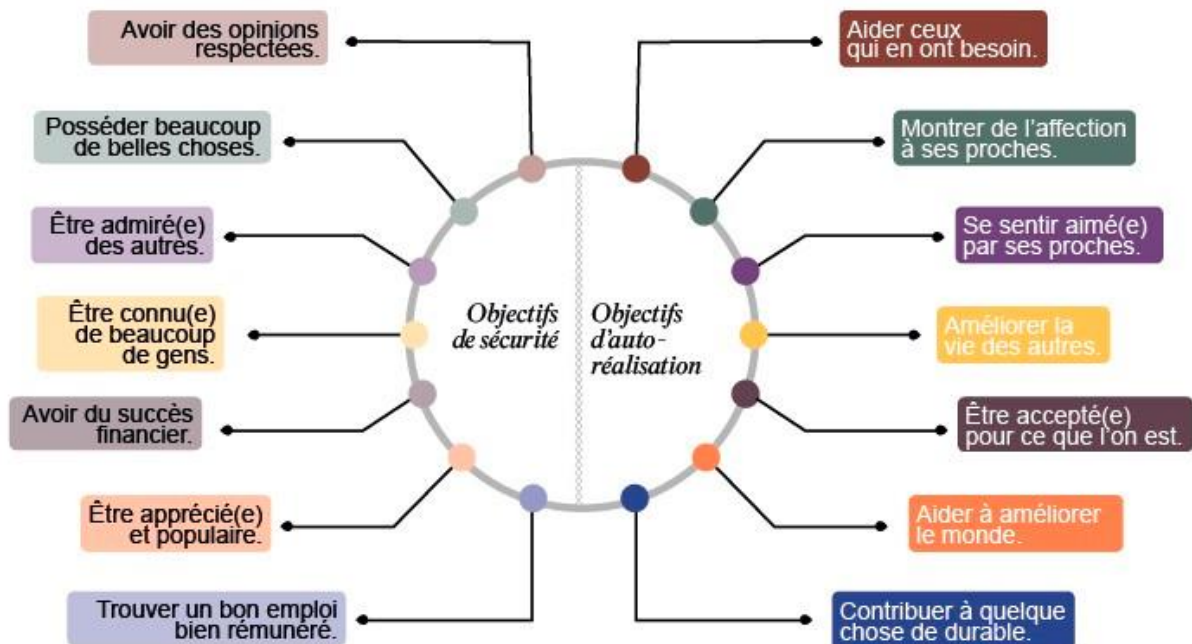 Avoir des opinions
respectées.
Posséder beaucoup
de belles choses.
Être admiré(e)
des autres.
Être connu(e)
de beaucoup
de gens.
Avoir du succès
financier.
Être apprécié(e)
et populaire.
Trouver un bon emploi
bien rémunéré.
Objectifs
de sécurité
Objectifs
d'auto-
réalisation
Aider ceux
qui en ont besoin.
Montrer de l'affection
à ses proches.
Se sentir aimé(e)
par ses proches.
Améliorer la
vie des autres.
Être accepté(e)
pour ce que l'on est.
Aider à améliorer
le monde.
Contribuer à quelque
chose de durable.